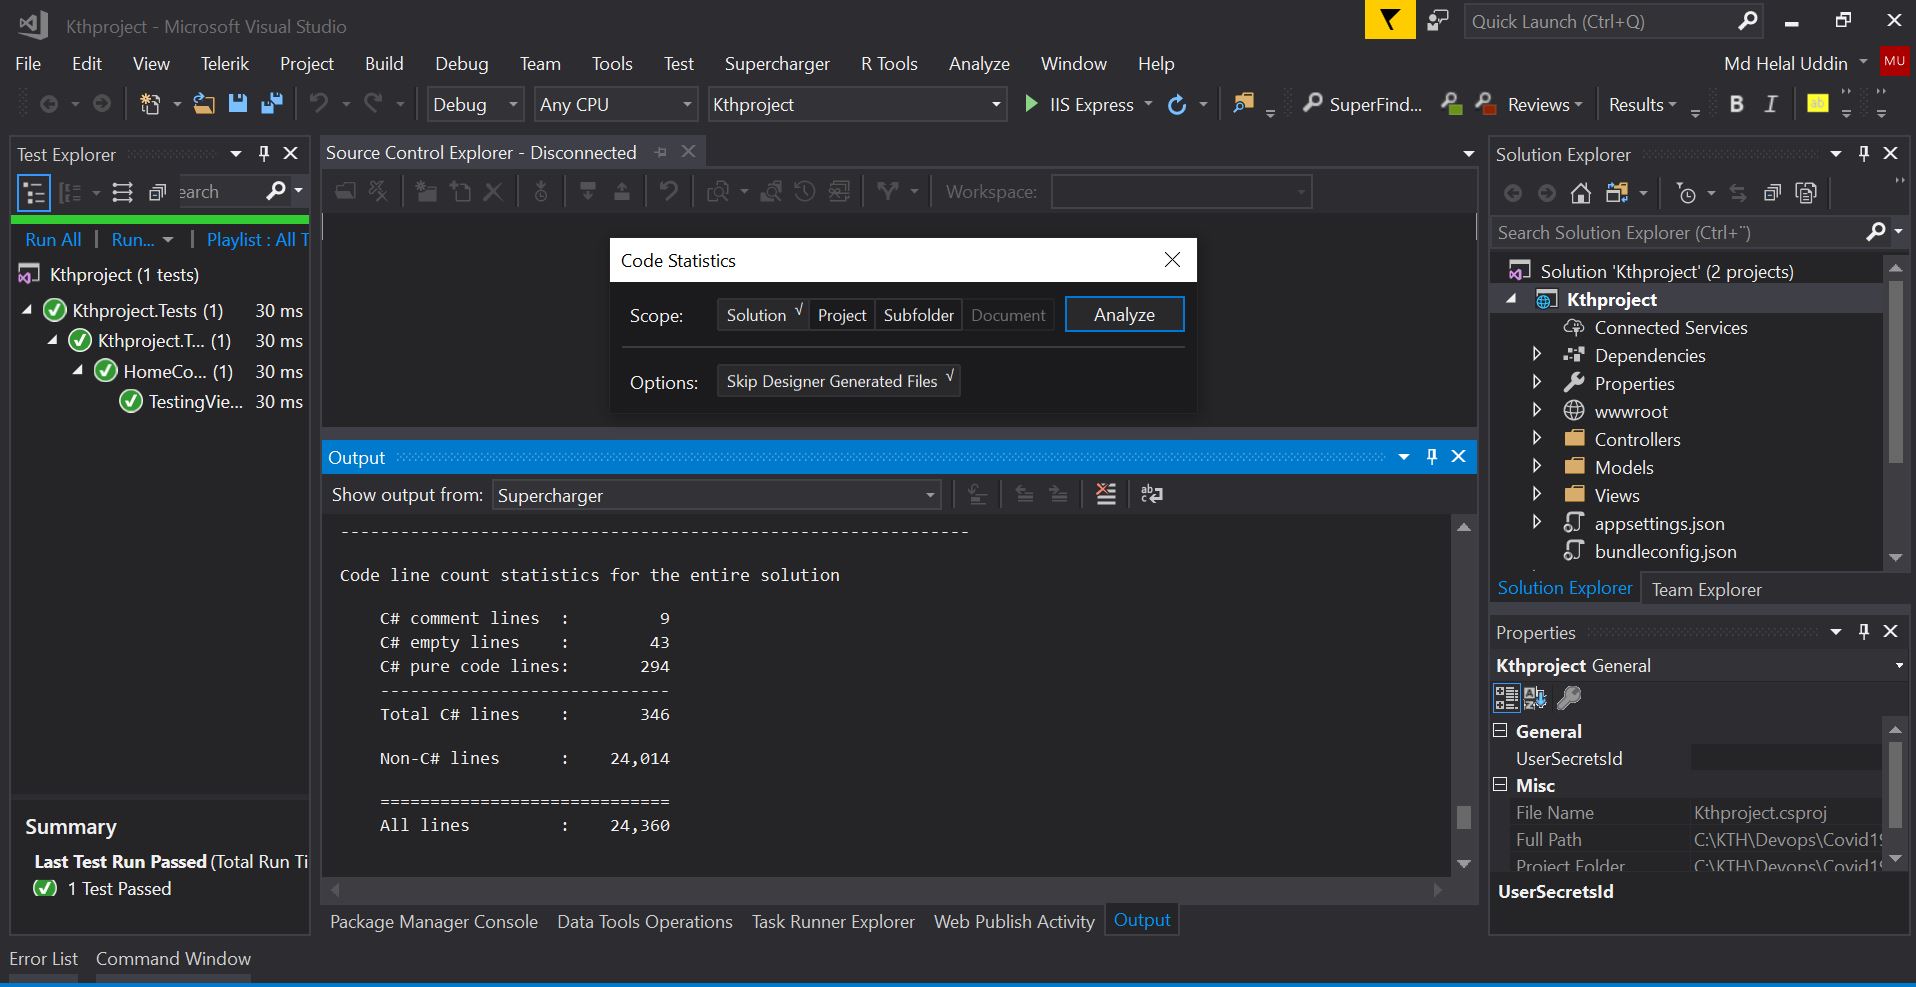 Kthproject - Microsoft Visual Studio
Quick Launch (Ctrl+Q)
File Edit View Telerik Project Build Debug Team Tools Test Supercharger R Tools Analyze Window Help
Md Helal Uddin MU
Debug Any CPU Kthproject IIS Express SuperFind... Reviews Results B I ab
Test Explorer
earch
Run All | Run... | Playlist : All T
Kthproject (1 tests)
Kthproject.Tests (1) 30 ms
Kthproject.T... (1) 30 ms
HomeCo... (1) 30 ms
TestingVie... 30 ms
Summary
Last Test Run Passed (Total Run Ti
1 Test Passed
Source Control Explorer - Disconnected
Workspace:
Code Statistics
Scope: Solution √ Project Subfolder Document Analyze
Options: Skip Designer Generated Files √
Output
Show output from: Supercharger
---------------------------------------------------------------
Code line count statistics for the entire solution
C# comment lines : 9
C# empty lines : 43
C# pure code lines: 294
-----------------------------
Total C# lines : 346
Non-C# lines : 24,014
=============================
All lines : 24,360
Package Manager Console Data Tools Operations Task Runner Explorer Web Publish Activity Output
Solution Explorer
Search Solution Explorer (Ctrl+¨)
Solution 'Kthproject' (2 projects)
Kthproject
Connected Services
Dependencies
Properties
wwwroot
Controllers
Models
Views
appsettings.json
bundleconfig.json
Solution Explorer Team Explorer
Properties
Kthproject General
General
UserSecretsId
Misc
File Name Kthproject.csproj
Full Path C:\KTH\Devops\Covid19
Project Folder C:\KTH\Devops\Covid19
UserSecretsId
Error List Command Window